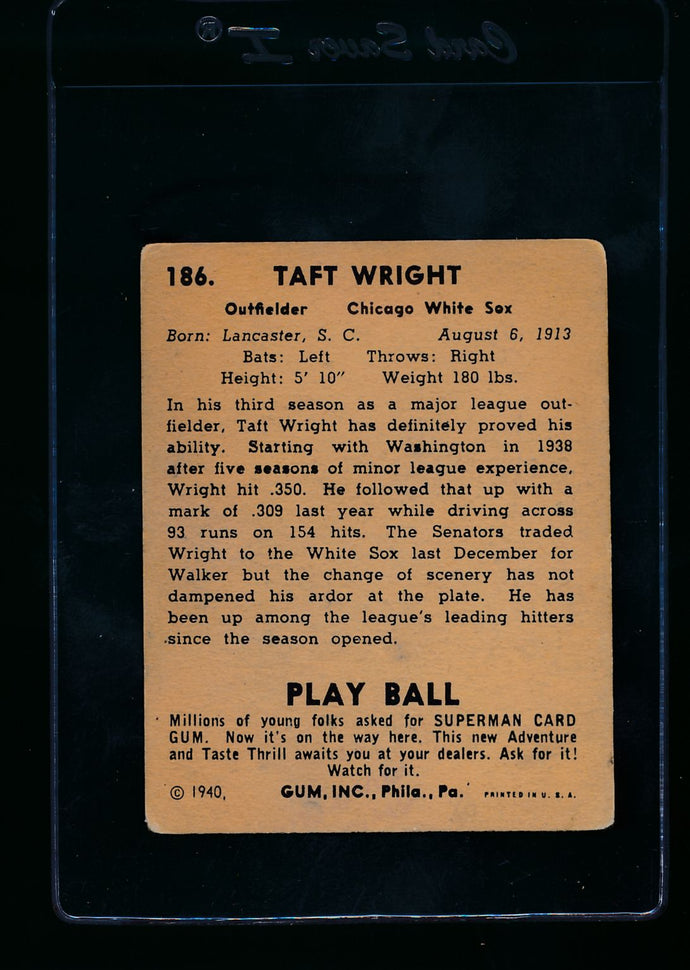 Card Saver I ®
186. TAFT WRIGHT
Outfielder Chicago White Sox
Born: Lancaster, S. C. August 6, 1913
Bats: Left Throws: Right
Height: 5' 10" Weight 180 lbs.
In his third season as a major league out-
fielder, Taft Wright has definitely proved his
ability. Starting with Washington in 1938
after five seasons of minor league experience,
Wright hit .350. He followed that up with a
mark of .309 last year while driving across
93 runs on 154 hits. The Senators traded
Wright to the White Sox last December for
Walker but the change of scenery has not
dampened his ardor at the plate. He has
been up among the league's leading hitters
since the season opened.
PLAY BALL
Millions of young folks asked for SUPERMAN CARD
GUM. Now it's on the way here. This new Adventure
and Taste Thrill awaits you at your dealers. Ask for it!
Watch for it.
© 1940, GUM, INC., Phila., Pa. PRINTED IN U. S. A.